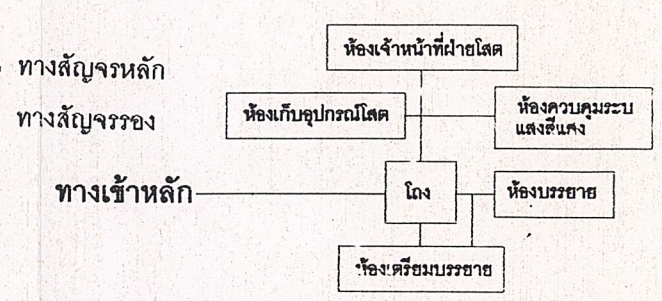 ห้องเจ้าหน้าที่ฝ่ายโสต
ทางสัญจรหลัก
ทางสัญจรรอง
ห้องเก็บอุปกรณ์โสต
ห้องควบคุมระบ
แสงสีแสง
ทางเข้าหลัก
โถง
ห้องบรรยาย
ห้องเตรียมบรรยาย